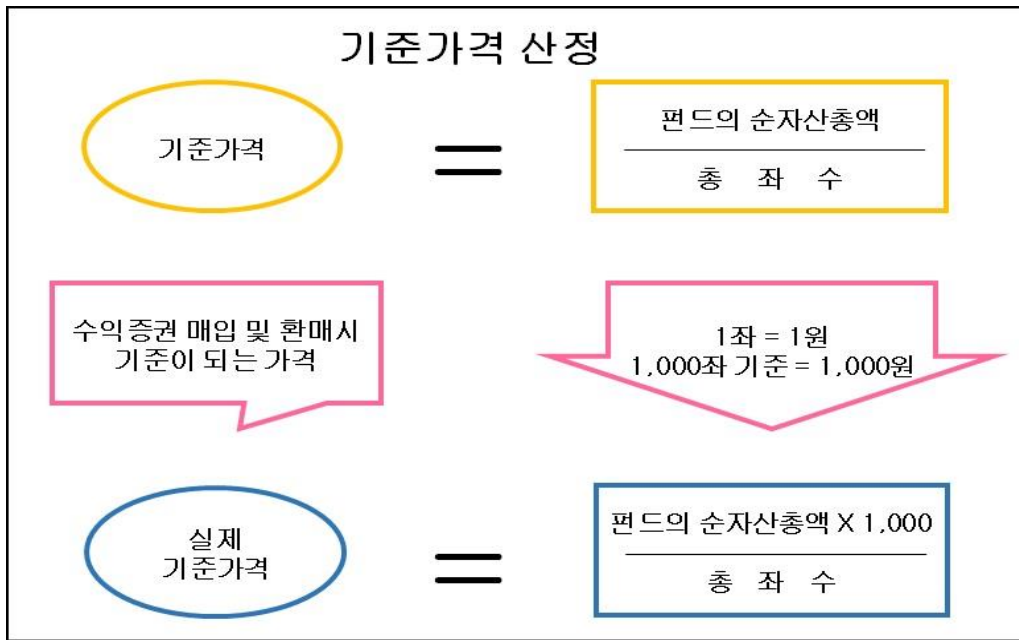 기준가격 산정
기준가격
=
펀드의 순자산총액
총 좌 수
수익증권 매입 및 환매시
기준이 되는 가격
1좌 = 1원
1,000좌 기준 = 1,000원
실제
기준가격
=
펀드의 순자산총액 X 1,000
총 좌 수